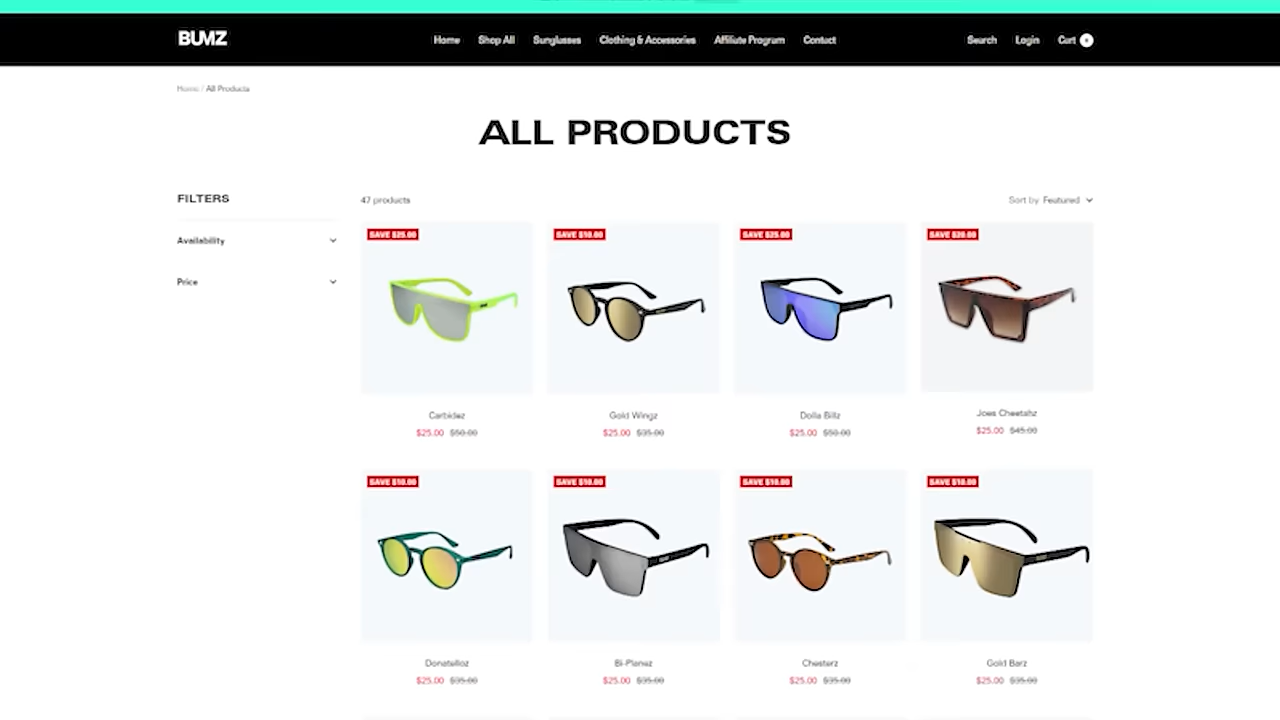 BUMZ
Home Shop All Sunglasses Clothing & Accessories Affiliate Program Contact
Search Login Cart
Home / All Products
ALL PRODUCTS
FILTERS
47 products
Sort by Featured
Availability
Price
SAVE $25.00 SAVE $10.00 SAVE $25.00 SAVE $20.00
Carbidez Gold Wingz Dolla Billz Joes Cheetahz
$25.00 $50.00 $25.00 $35.00 $25.00 $50.00 $25.00 $45.00
SAVE $10.00 SAVE $10.00 SAVE $10.00 SAVE $10.00
Donatelloz Bi-Planez Chesterz Gold Barz
$25.00 $35.00 $25.00 $35.00 $25.00 $35.00 $25.00 $35.00